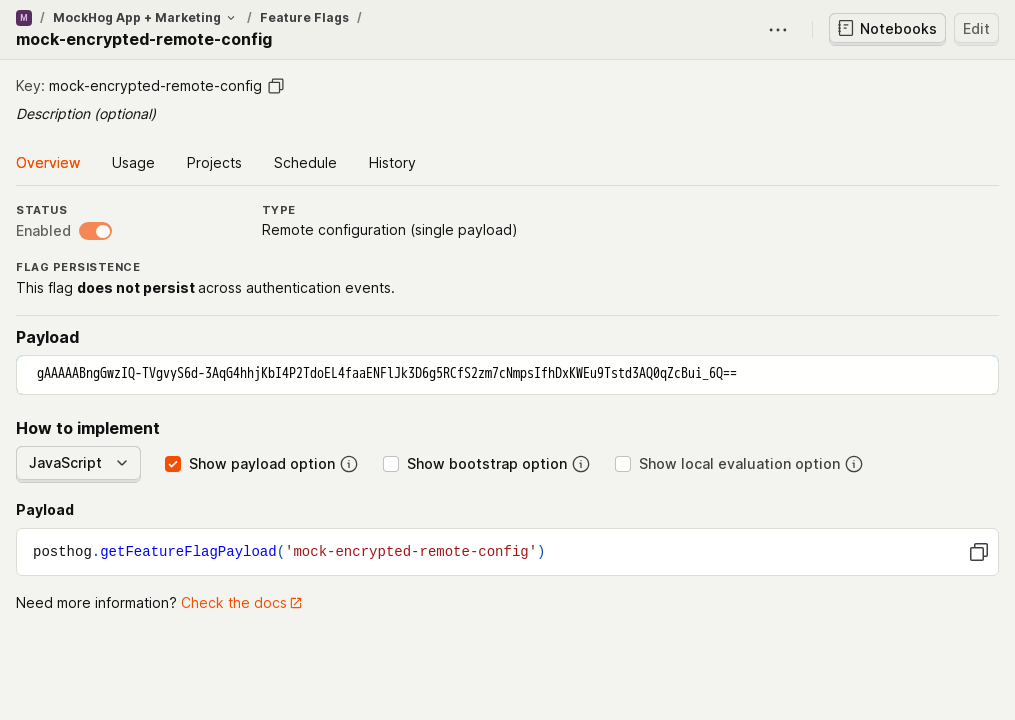 M / MockHog App + Marketing / Feature Flags /
mock-encrypted-remote-config
Notebooks
Edit
Key: mock-encrypted-remote-config
Description (optional)
Overview Usage Projects Schedule History
STATUS
Enabled
TYPE
Remote configuration (single payload)
FLAG PERSISTENCE
This flag does not persist across authentication events.
Payload
gAAAAABngGwzIQ-TVgvyS6d-3AqG4hhjKbI4P2TdoEL4faaENFlJk3D6g5RCfS2zm7cNmpsIfhDxKWEu9Tstd3AQ0qZcBui_6Q==
How to implement
JavaScript Show payload option Show bootstrap option Show local evaluation option
Payload
posthog.getFeatureFlagPayload('mock-encrypted-remote-config')
Need more information? Check the docs